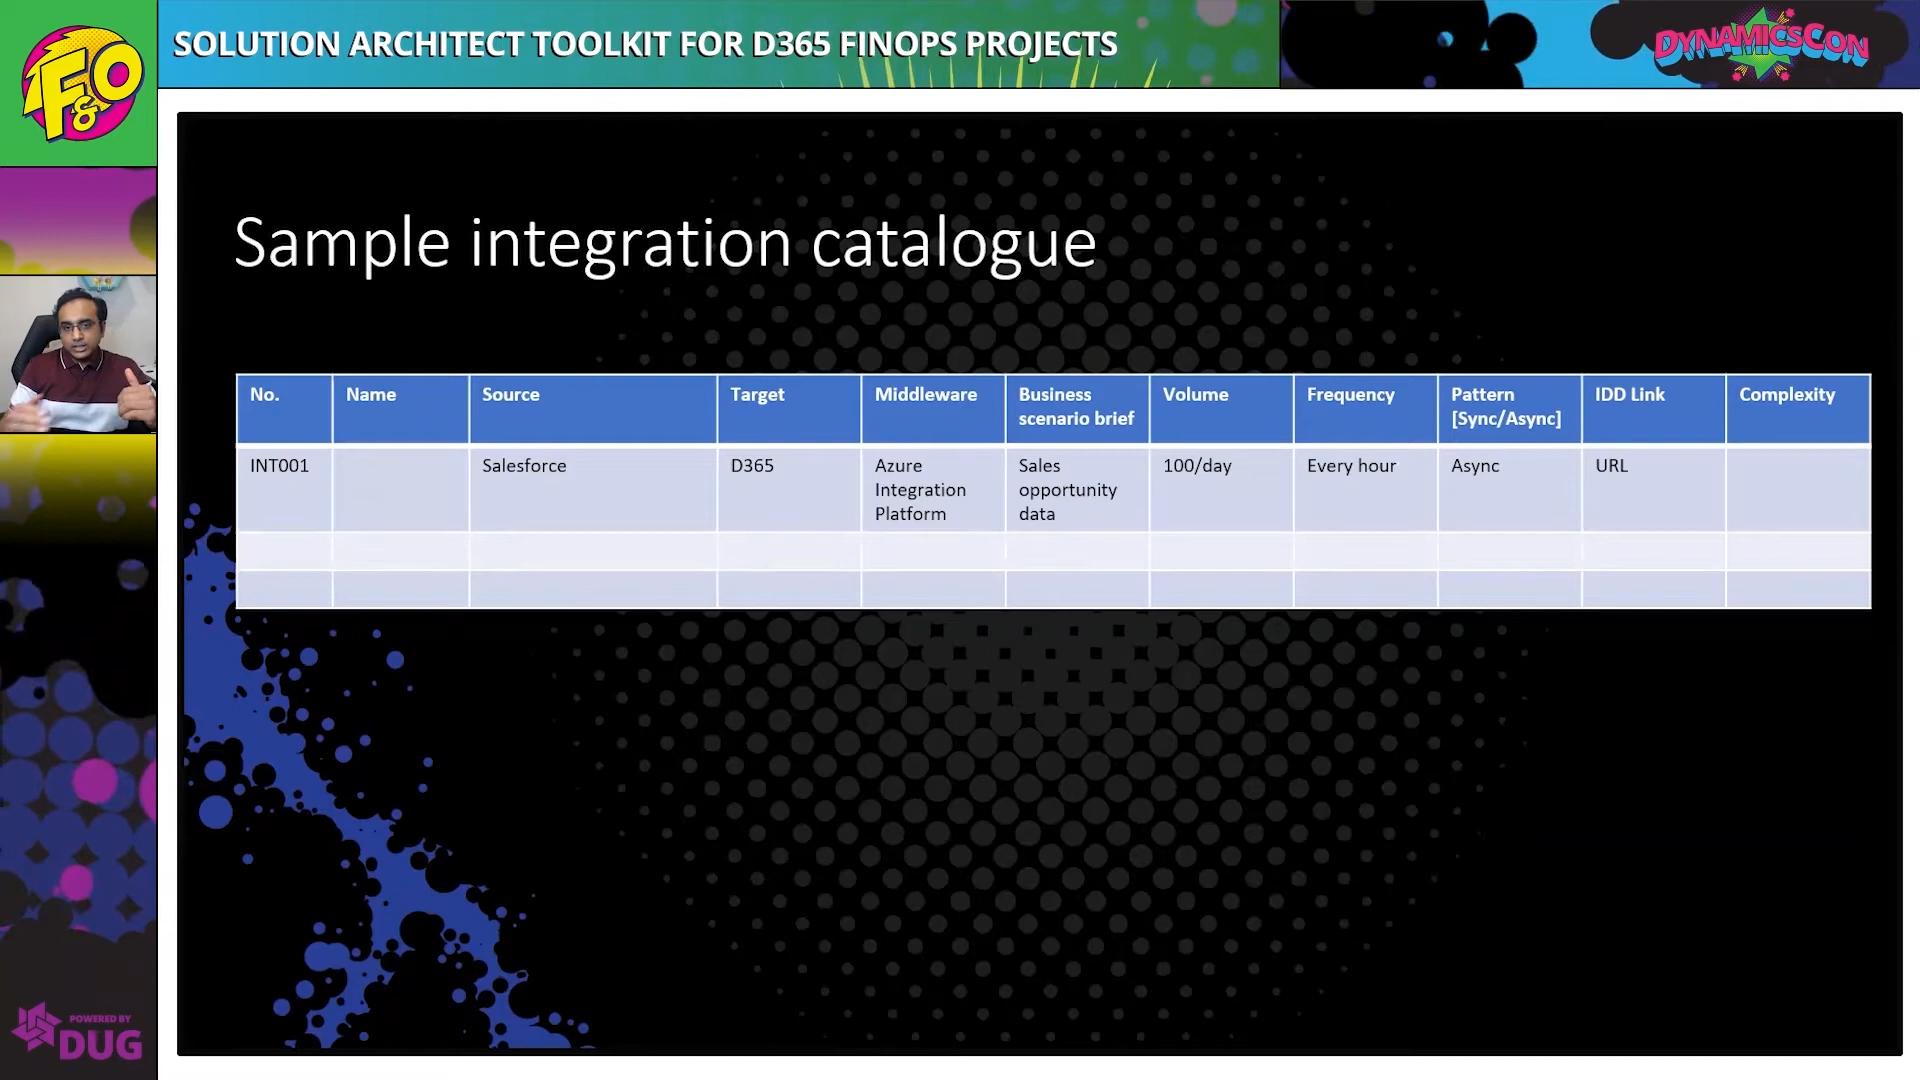 F&O
SOLUTION ARCHITECT TOOLKIT FOR D365 FINOPS PROJECTS
DYNAMICSCON
Sample integration catalogue
No. Name Source Target Middleware Business scenario brief Volume Frequency Pattern [Sync/Async] IDD Link Complexity
INT001 Salesforce D365 Azure Integration Platform Sales opportunity data 100/day Every hour Async URL
POWERED BY
DUG